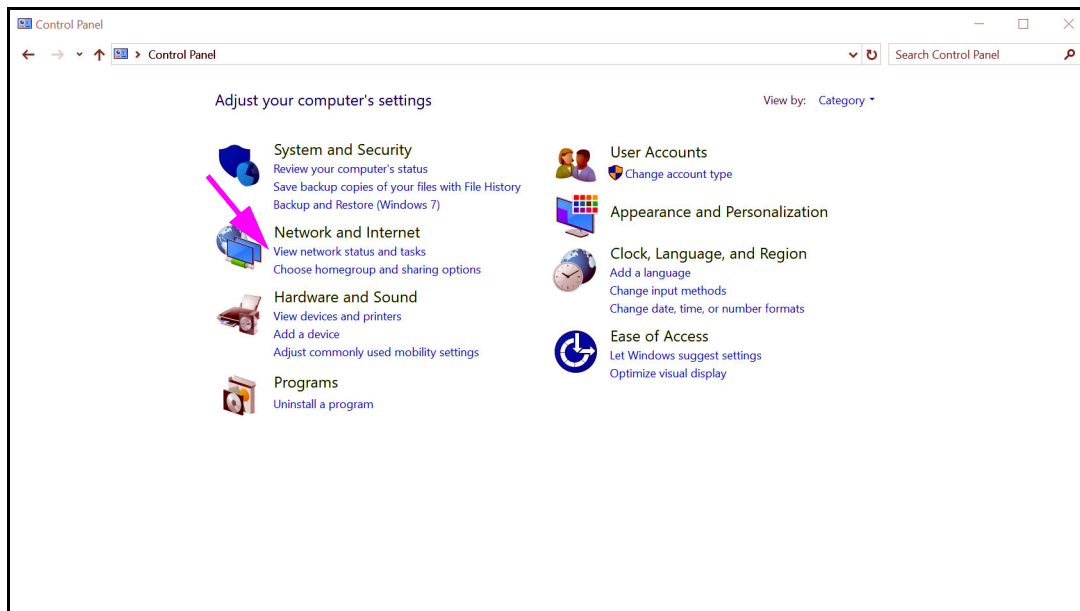 Control Panel
Control Panel
Search Control Panel
Adjust your computer's settings
View by: Category
System and Security
Review your computer's status
Save backup copies of your files with File History
Backup and Restore (Windows 7)
Network and Internet
View network status and tasks
Choose homegroup and sharing options
Hardware and Sound
View devices and printers
Add a device
Adjust commonly used mobility settings
Programs
Uninstall a program
User Accounts
Change account type
Appearance and Personalization
Clock, Language, and Region
Add a language
Change input methods
Change date, time, or number formats
Ease of Access
Let Windows suggest settings
Optimize visual display